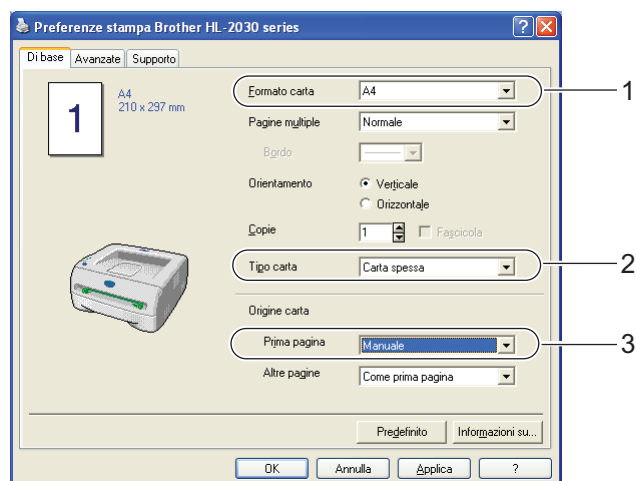 Preferenze stampa Brother HL-2030 series
Di base Avanzate Supporto
1
A4
210 x 297 mm
Formato carta A4 1
Pagine multiple Normale
Bordo
Orientamento Verticale
Orizzontale
Copie 1 Fascicola
Tipo carta Carta spessa 2
Origine carta
Prima pagina Manuale 3
Altre pagine Come prima pagina
Predefinito Informazioni su...
OK Annulla Applica ?